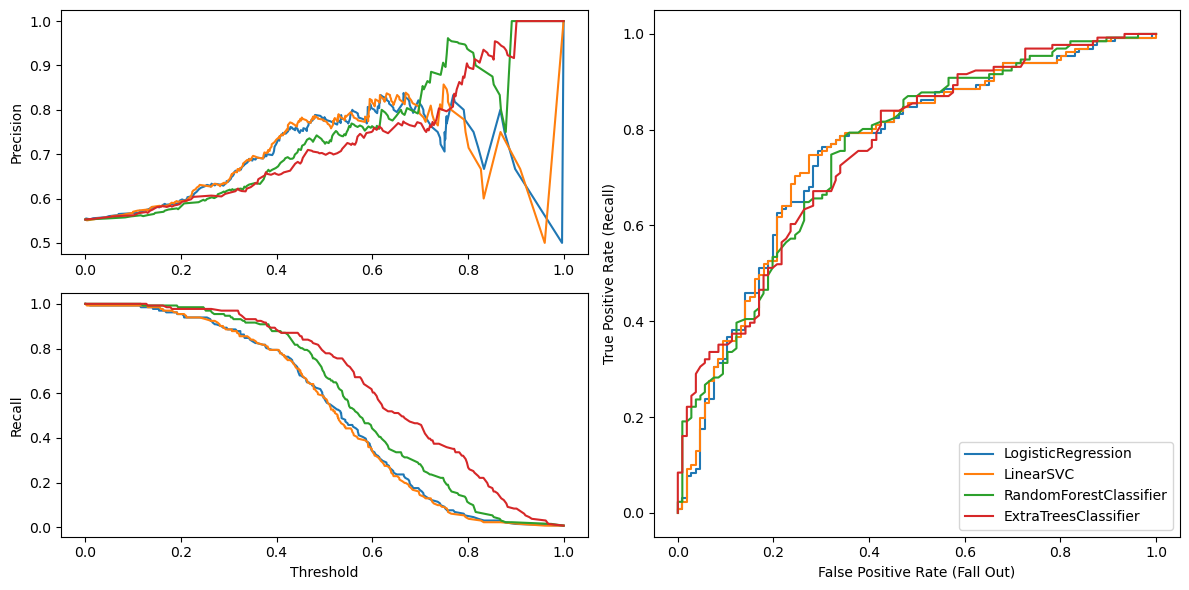 Precision
1.0
0.9
0.8
0.7
0.6
0.5
0.0 0.2 0.4 0.6 0.8 1.0
Recall
1.0
0.8
0.6
0.4
0.2
0.0
0.0 0.2 0.4 0.6 0.8 1.0
Threshold
True Positive Rate (Recall)
1.0
0.8
0.6
0.4
0.2
0.0
LogisticRegression
LinearSVC
RandomForestClassifier
ExtraTreesClassifier
0.0 0.2 0.4 0.6 0.8 1.0
False Positive Rate (Fall Out)